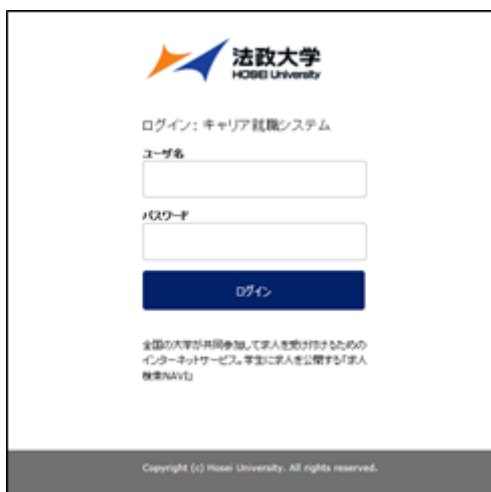 法政大学
HOSEI University
ログイン: キャリア就職システム
ユーザ名
パスワード
ログイン
全国の大学が共同参加して求人を受け付けるための
インターネットサービス。学生に求人を公開する「求人
検索NAVI」
Copyright (c) Hosei University. All rights reserved.